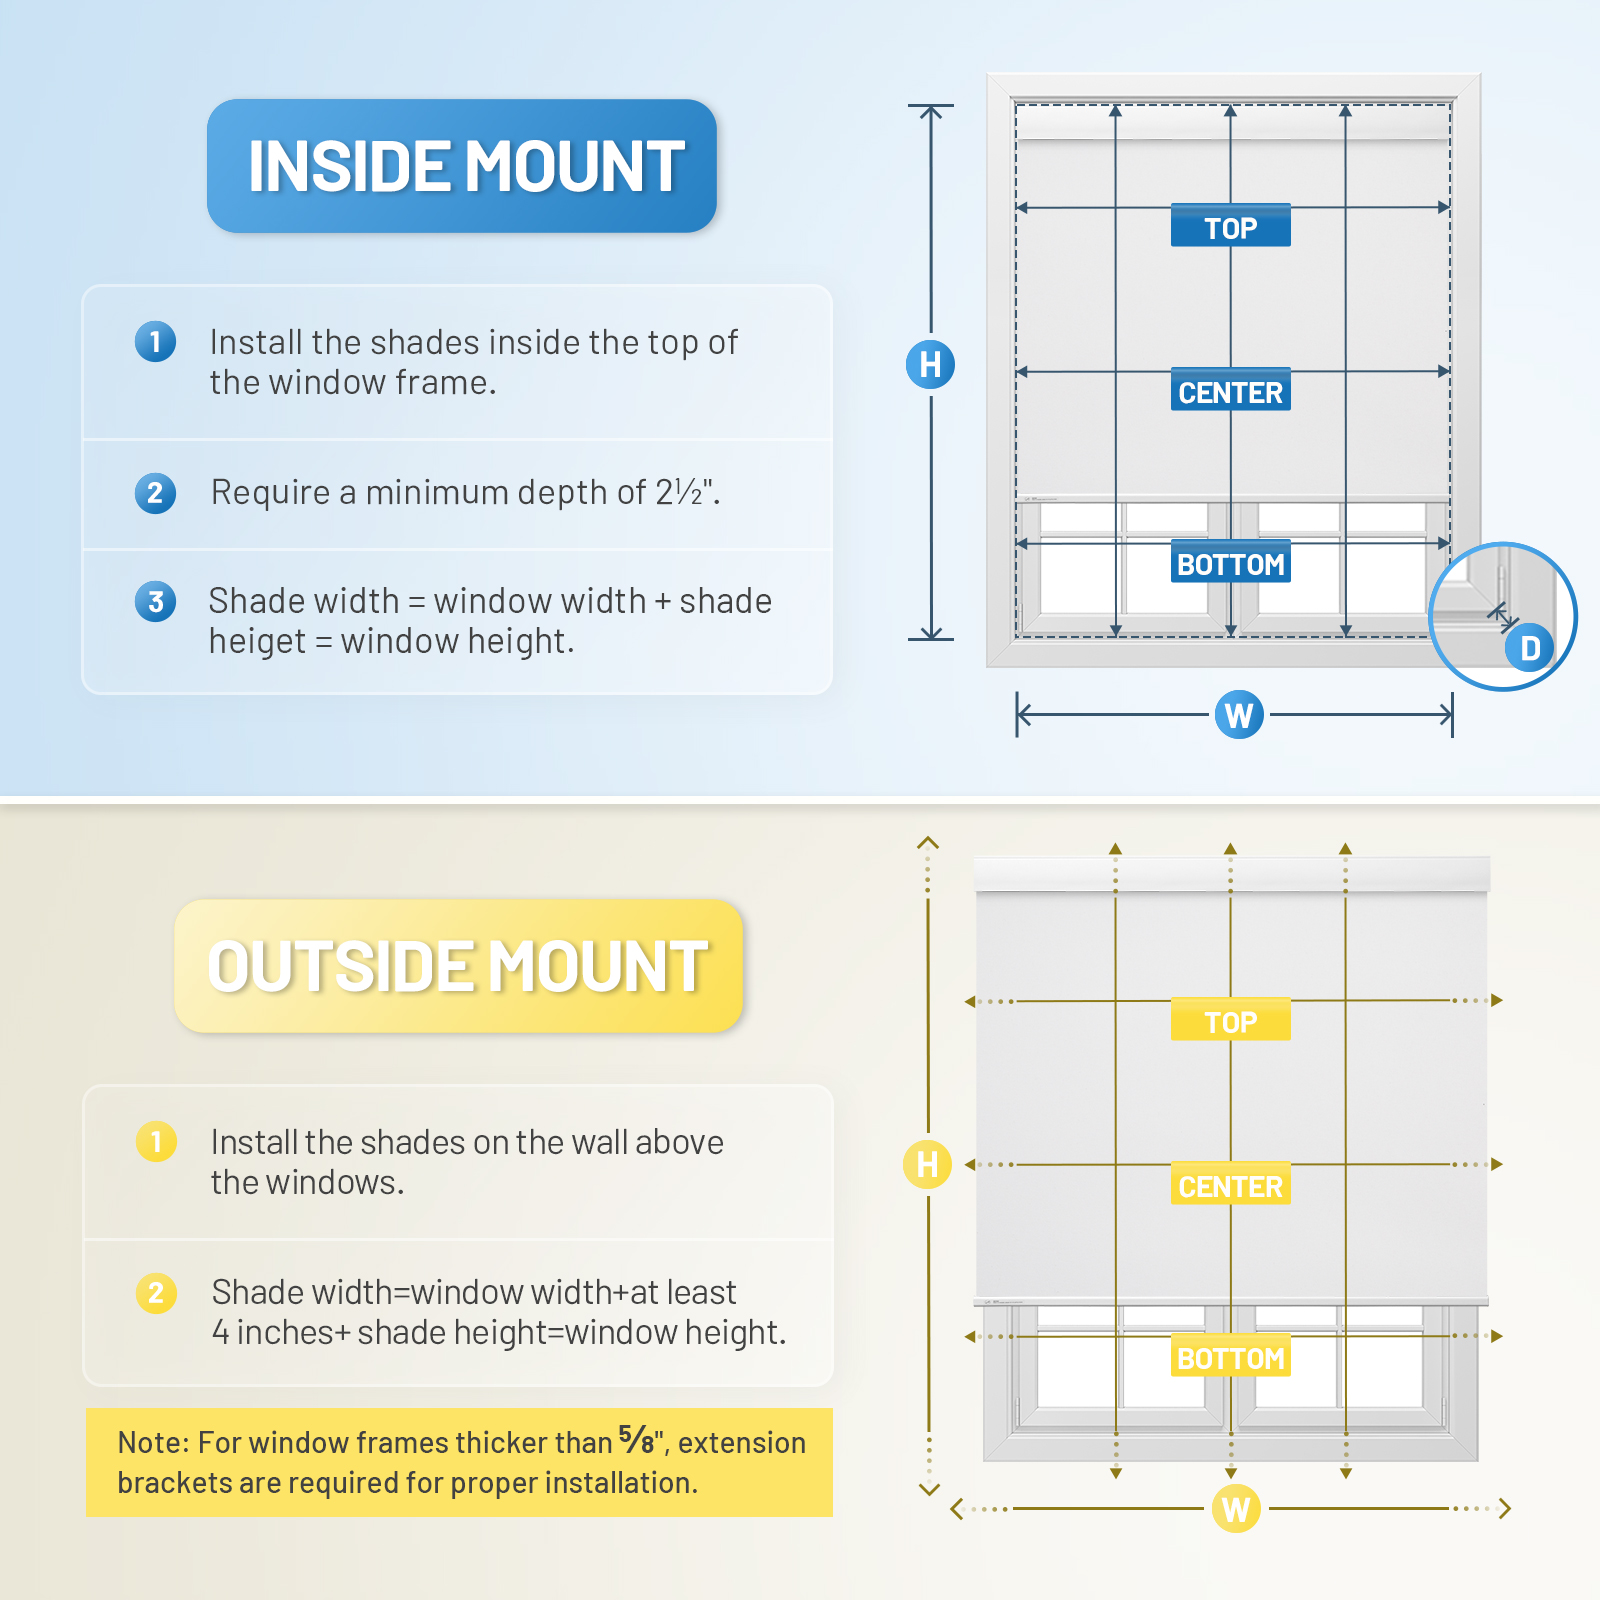 INSIDE MOUNT
1
Install the shades inside the top of
the window frame.
2
Require a minimum depth of 2½".
3
Shade width = window width + shade
heiget = window height.
H
TOP
CENTER
BOTTOM
D
W
OUTSIDE MOUNT
1
Install the shades on the wall above
the windows.
2
Shade width=window width+at least
4 inches+ shade height=window height.
Note: For window frames thicker than ⅝", extension
brackets are required for proper installation.
H
TOP
CENTER
BOTTOM
W